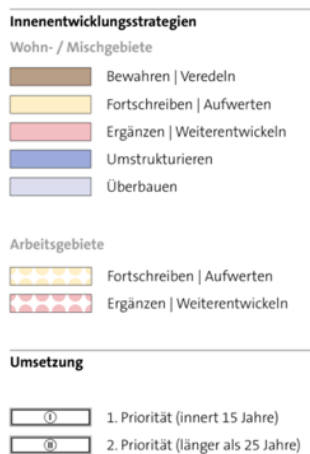 Innenentwicklungsstrategien
Wohn- / Mischgebiete
Bewahren | Veredeln
Fortschreiben | Aufwerten
Ergänzen | Weiterentwickeln
Umstrukturieren
Überbauen
Arbeitsgebiete
Fortschreiben | Aufwerten
Ergänzen | Weiterentwickeln
Umsetzung
I 1. Priorität (innert 15 Jahre)
II 2. Priorität (länger als 25 Jahre)